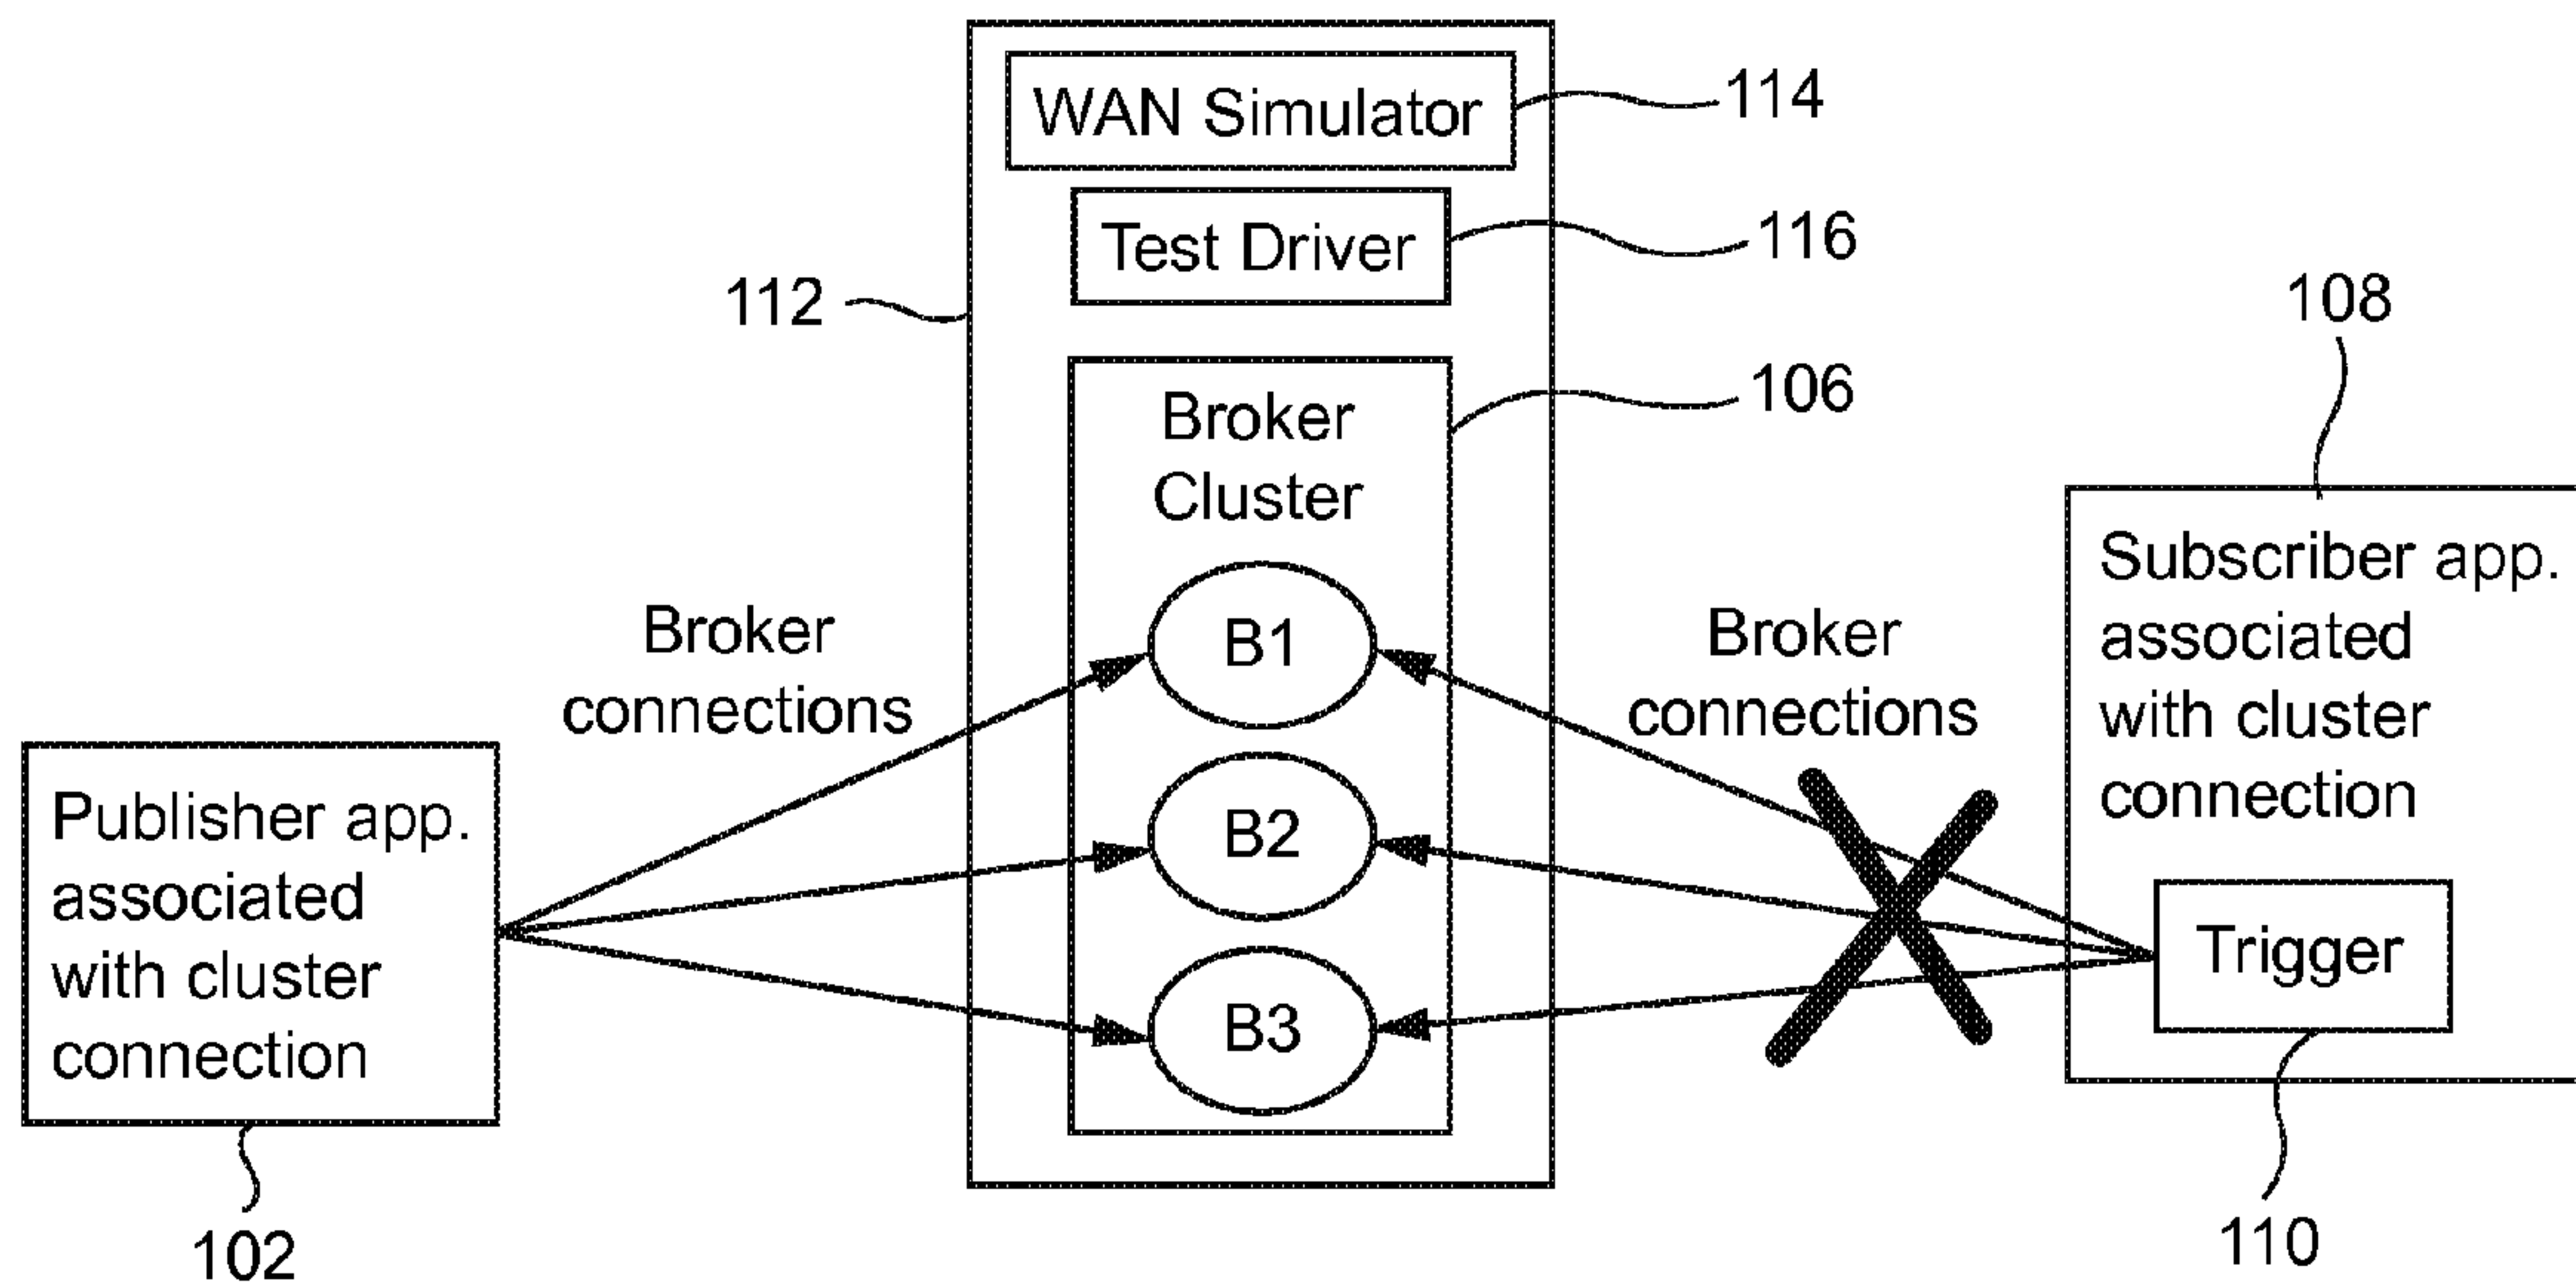 WAN Simulator
114
Test Driver
116
112
108
106
Broker
Cluster
Broker
connections
B1
B2
B3
Broker
connections
Subscriber app.
associated
with cluster
connection
Trigger
Publisher app.
associated
with cluster
connection
102
110